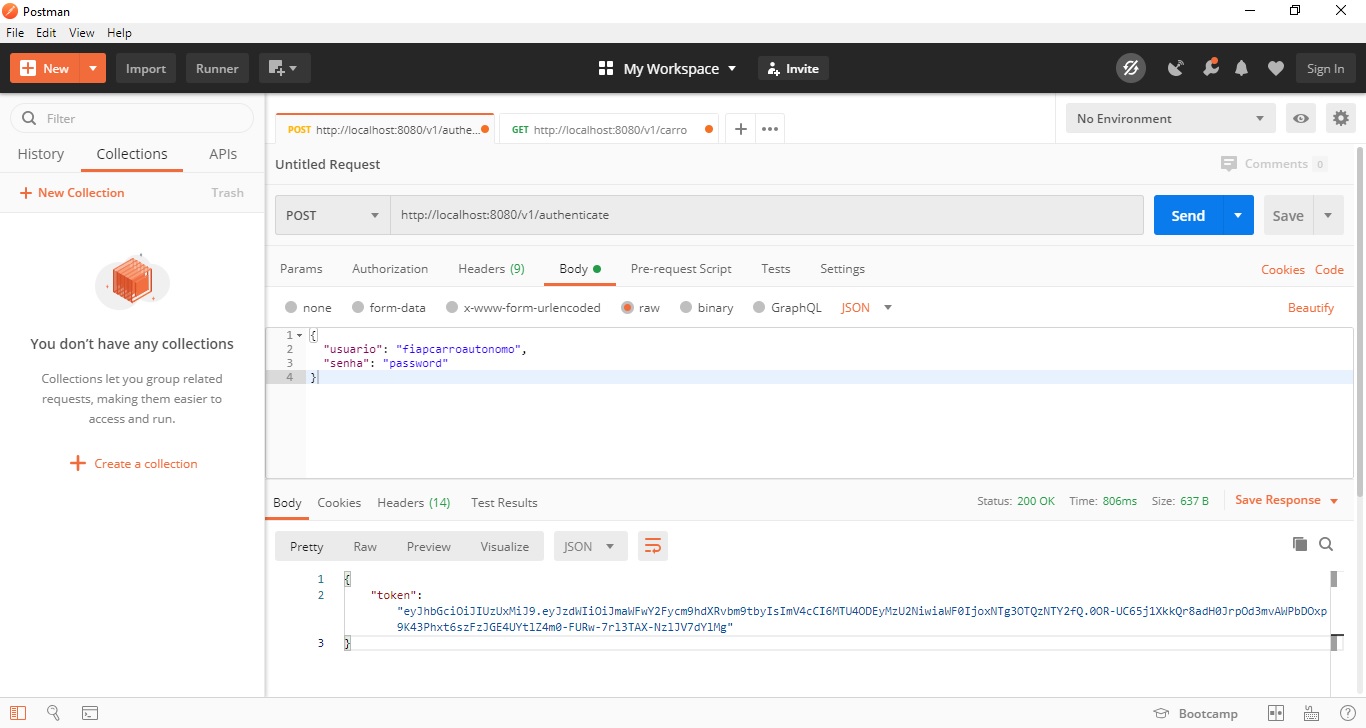 Postman
File Edit View Help
New Import Runner My Workspace Invite Sign In
Filter
History Collections APIs
New Collection Trash
You don't have any collections
Collections let you group related
requests, making them easier to
access and run.
Create a collection
POST http://localhost:8080/v1/authe... GET http://localhost:8080/v1/carro No Environment
Untitled Request Comments 0
POST http://localhost:8080/v1/authenticate Send Save
Params Authorization Headers (9) Body Pre-request Script Tests Settings Cookies Code
none form-data x-www-form-urlencoded raw binary GraphQL JSON Beautify
1 {
2 "usuario": "fiapcarroautonomo",
3 "senha": "password"
4 }
Body Cookies Headers (14) Test Results Status: 200 OK Time: 806ms Size: 637 B Save Response
Pretty Raw Preview Visualize JSON
1 {
2 "token":
"eyJhbGciOiJIUzUxMiJ9.eyJzdWIiOiJmaWFwY2Fycm9hdXRvbm9tbyIsImV4cCI6MTU4ODEyMzU2NiwiaWF0IjoxNTg3OTQzNTY2fQ.0OR-UC65j1XkkQr8adH0JrpOd3mvAWPbDOxp
9K43Phxt6szFzJGE4UYtlZ4m0-FURw-7rl3TAX-NzlJV7dYlMg"
3 }
Bootcamp